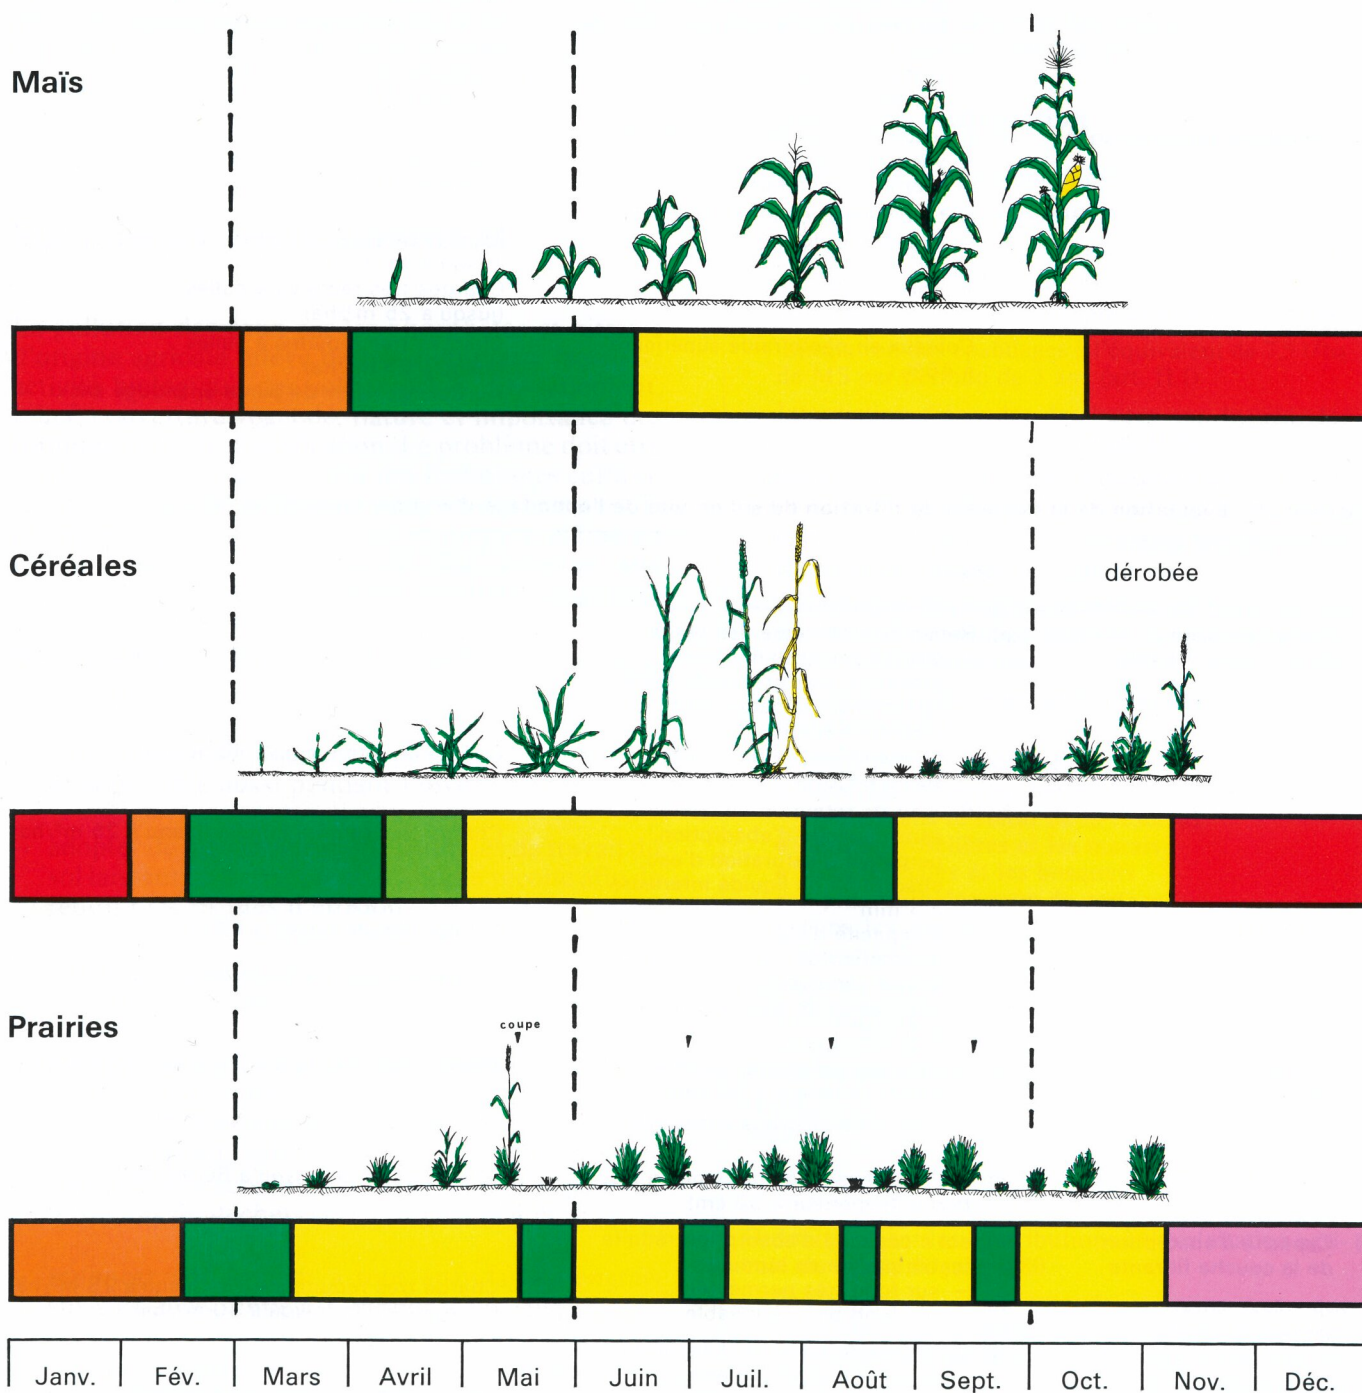 Maïs
Céréales
dérobée
Prairies
coupe
Janv. Fév. Mars Avril Mai Juin Juil. Août Sept. Oct. Nov. Déc.